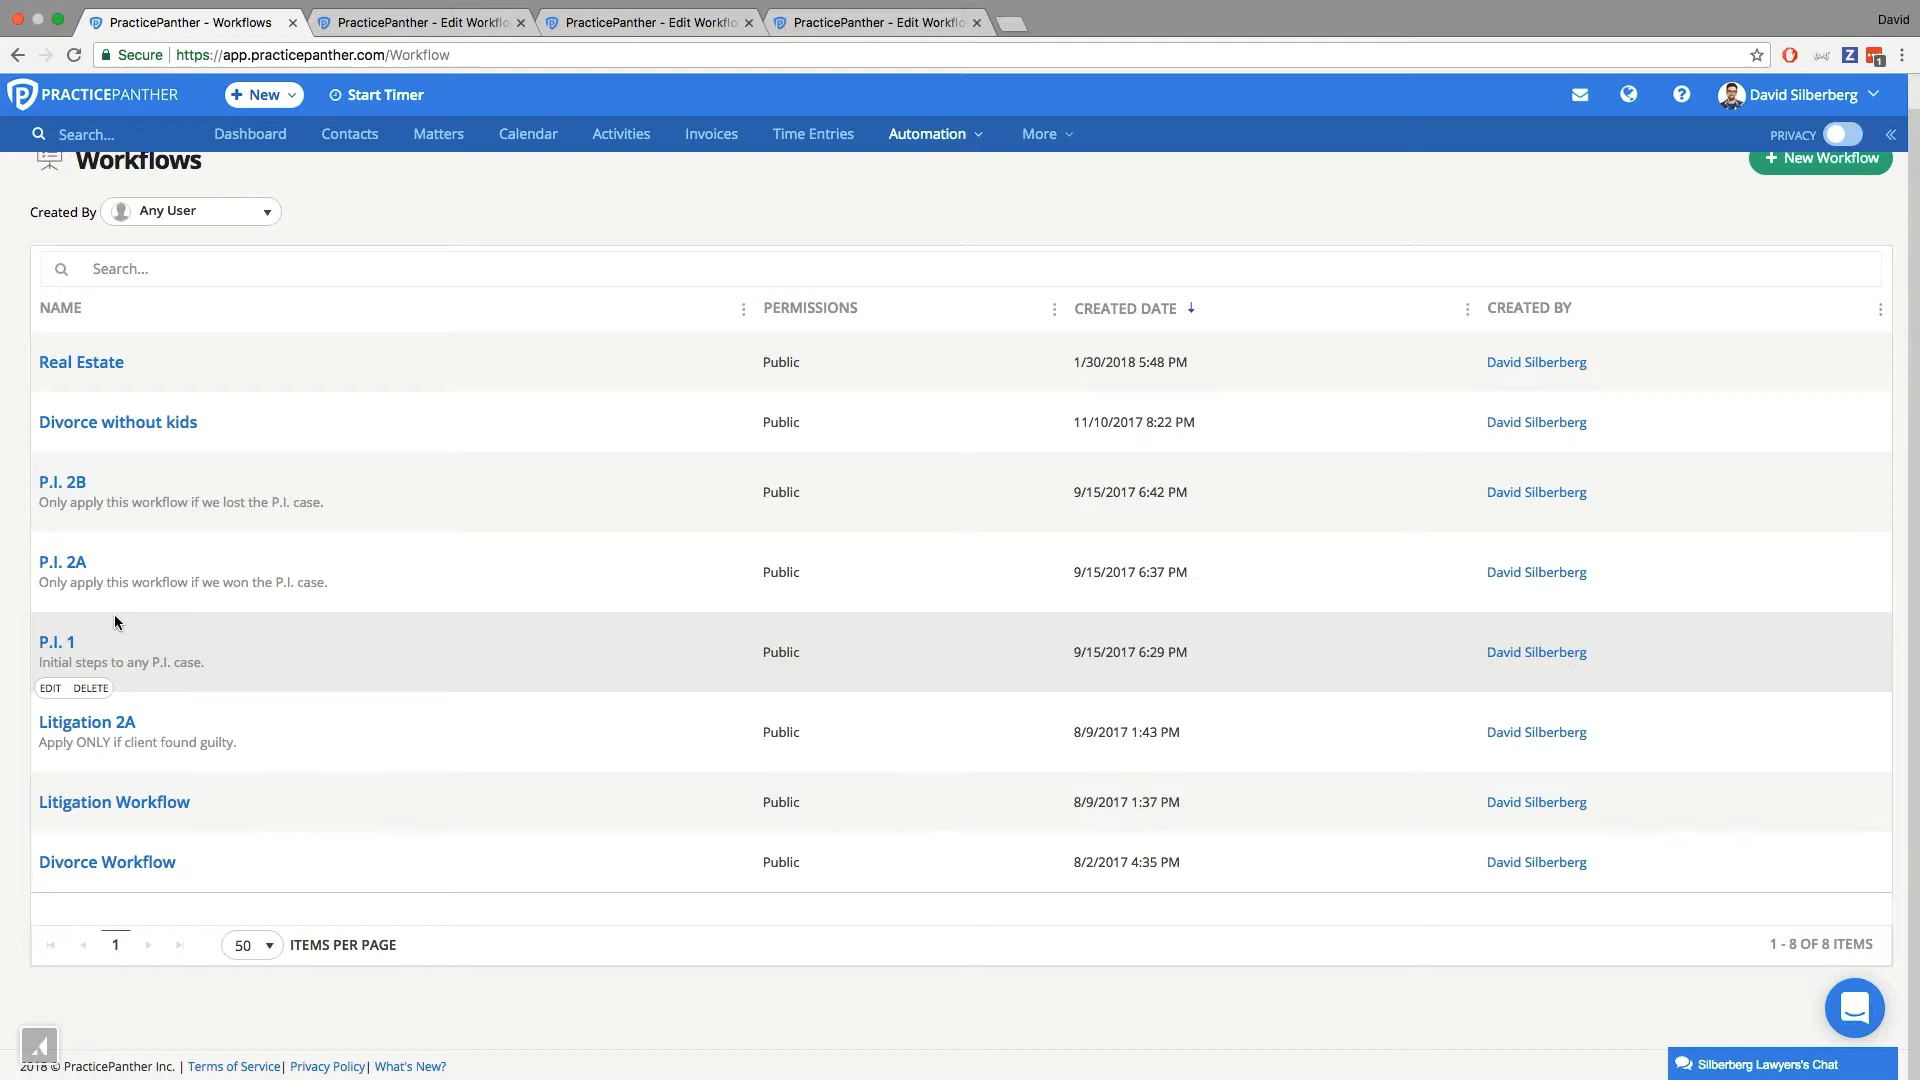 PracticePanther - Workflows
PracticePanther - Edit Workflo
PracticePanther - Edit Workflo
PracticePanther - Edit Workflo
David
Secure
https://app.practicepanther.com/Workflow
PRACTICEPANTHER
+ New
Start Timer
David Silberberg
Search...
Dashboard
Contacts
Matters
Calendar
Activities
Invoices
Time Entries
Automation
More
PRIVACY
Workflows
+ New Workflow
Created By
Any User
Search...
NAME PERMISSIONS CREATED DATE CREATED BY
Real Estate Public 1/30/2018 5:48 PM David Silberberg
Divorce without kids Public 11/10/2017 8:22 PM David Silberberg
P.I. 2B
Only apply this workflow if we lost the P.I. case.
Public 9/15/2017 6:42 PM David Silberberg
P.I. 2A
Only apply this workflow if we won the P.I. case.
Public 9/15/2017 6:37 PM David Silberberg
P.I. 1
Initial steps to any P.I. case.
Public 9/15/2017 6:29 PM David Silberberg
EDIT DELETE
Litigation 2A
Apply ONLY if client found guilty.
Public 8/9/2017 1:43 PM David Silberberg
Litigation Workflow Public 8/9/2017 1:37 PM David Silberberg
Divorce Workflow Public 8/2/2017 4:35 PM David Silberberg
1
50
ITEMS PER PAGE
1 - 8 OF 8 ITEMS
2018 © PracticePanther Inc. | Terms of Service| Privacy Policy| What's New?
Silberberg Lawyers's Chat